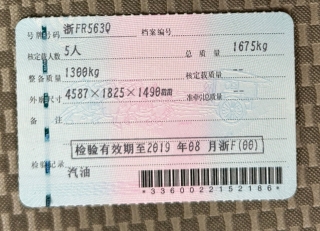 号牌号码 浙FR563Q 档案编号
核定载人数 5人 总质量 1675kg
整备质量 1300kg 核定载质量 --
外廓尺寸 4587×1825×1490mm 准牵引总质量 --
备注
检验有效期至2019 年08 月浙F(00)
检验记录
汽油
*3360022152186*